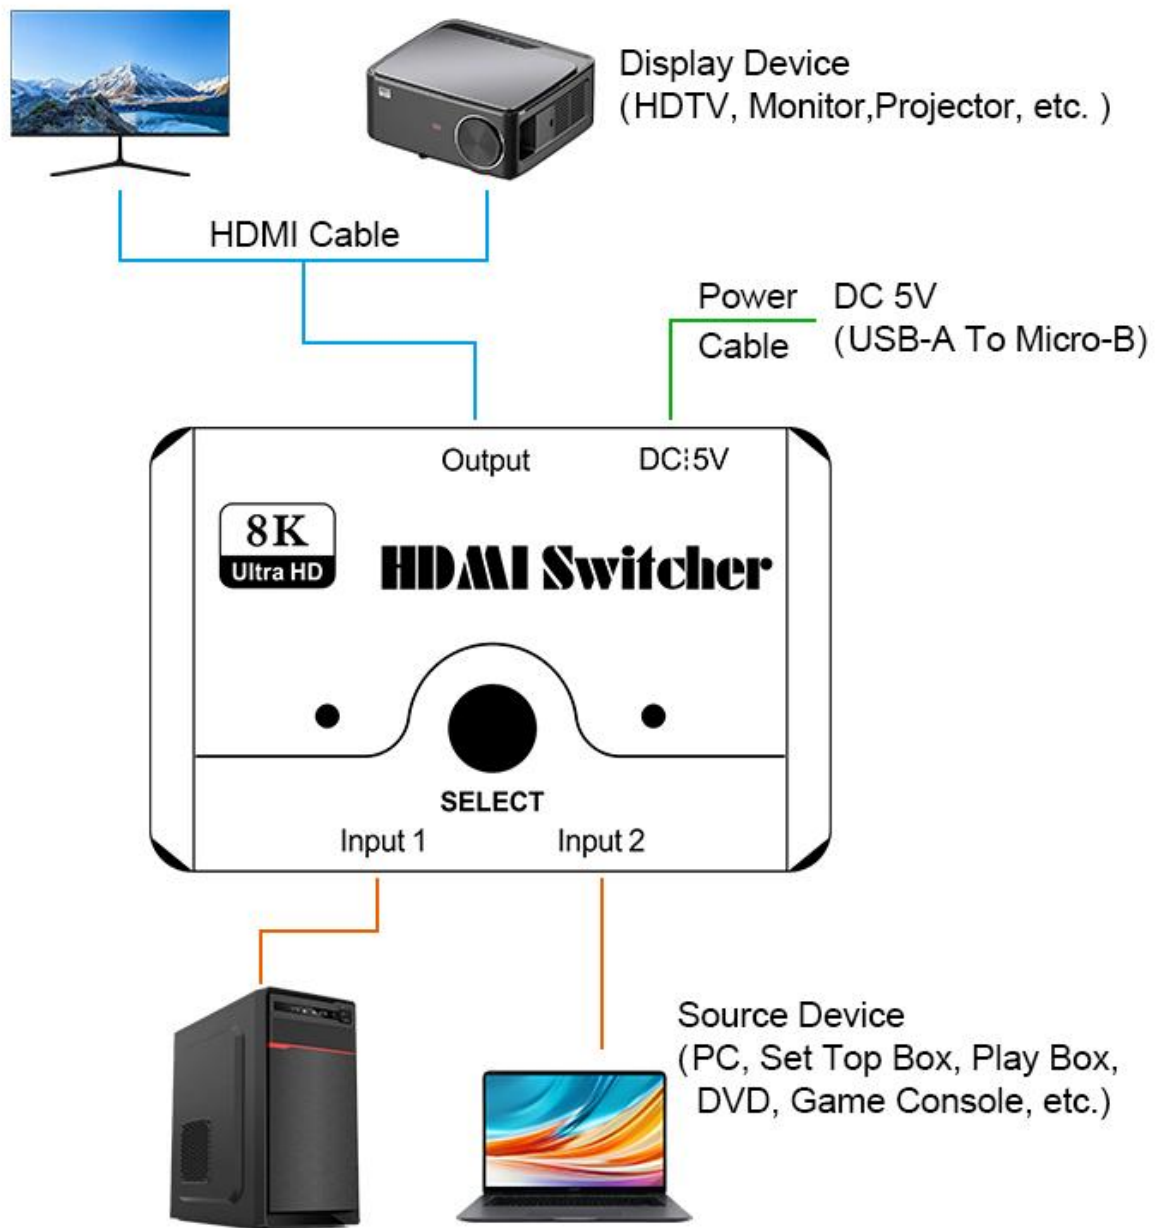 Display Device
(HDTV, Monitor,Projector, etc. )
HDMI Cable
Power
Cable
DC 5V
(USB-A To Micro-B)
Output
DC⎓5V
8K
Ultra HD
HDMI Switcher
SELECT
Input 1
Input 2
Source Device
(PC, Set Top Box, Play Box,
DVD, Game Console, etc.)